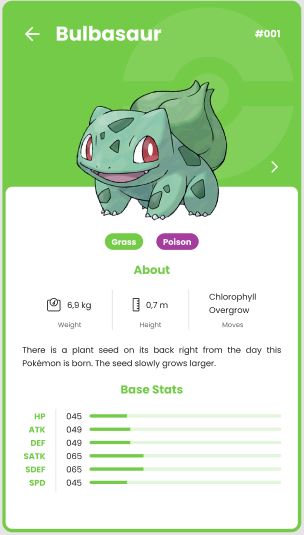 Bulbasaur
#001
Grass
Poison
About
6,9 kg
0,7 m
Chlorophyll
Overgrow
Weight
Height
Moves
There is a plant seed on its back right from the day this
Pokémon is born. The seed slowly grows larger.
Base Stats
HP 045
ATK 049
DEF 049
SATK 065
SDEF 065
SPD 045